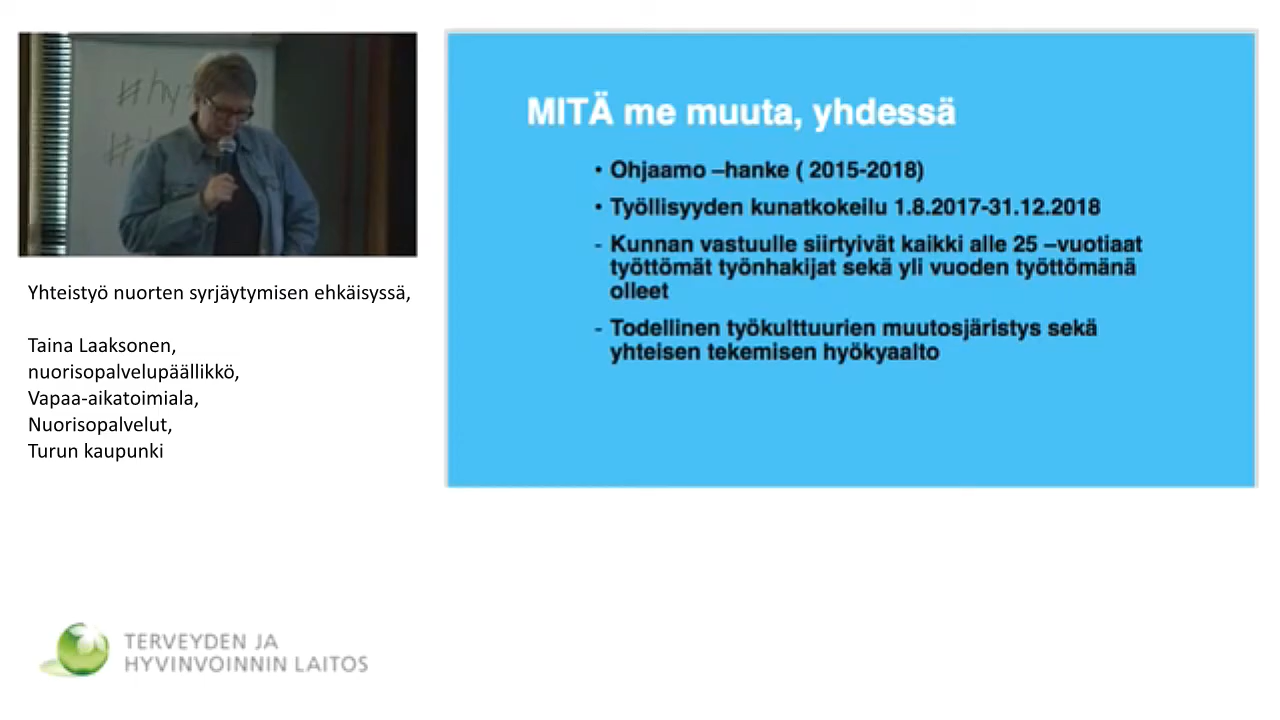 #hy
#
Yhteistyö nuorten syrjäytymisen ehkäisyssä,
Taina Laaksonen,
nuorisopalvelupäällikkö,
Vapaa-aikatoimiala,
Nuorisopalvelut,
Turun kaupunki
MITÄ me muuta, yhdessä
• Ohjaamo –hanke ( 2015-2018)
• Työllisyyden kunatkokeilu 1.8.2017-31.12.2018
- Kunnan vastuulle siirtyivät kaikki alle 25 –vuotiaat
työttömät työnhakijat sekä yli vuoden työttömänä
olleet
- Todellinen työkulttuurien muutosjäristys sekä
yhteisen tekemisen hyökyaalto
TERVEYDEN JA
HYVINVOINNIN LAITOS